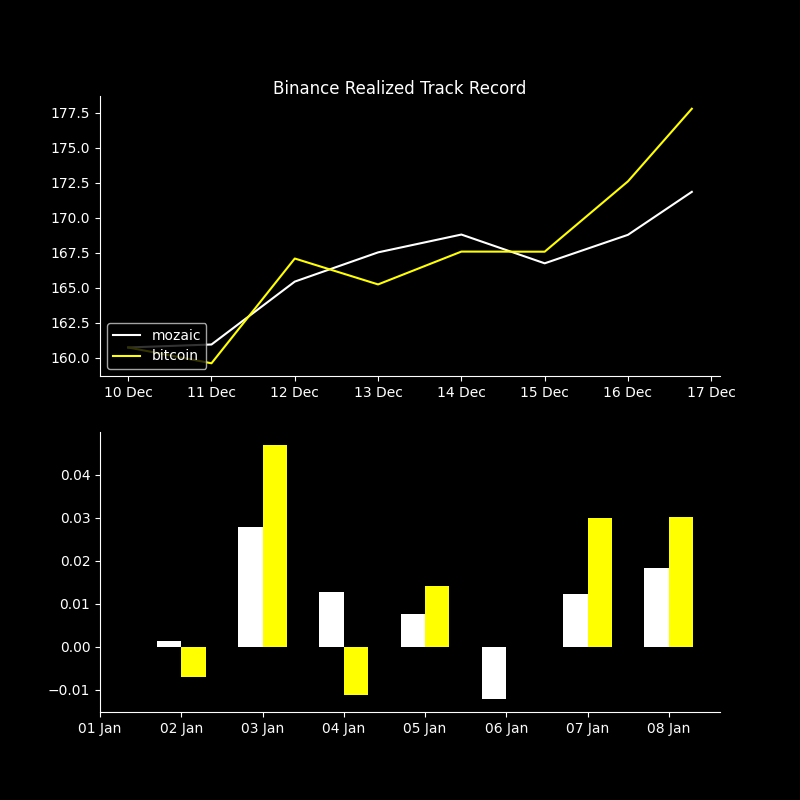 Binance Realized Track Record
177.5
175.0
172.5
170.0
167.5
165.0
162.5
160.0
mozaic
bitcoin
10 Dec 11 Dec 12 Dec 13 Dec 14 Dec 15 Dec 16 Dec 17 Dec
0.04
0.03
0.02
0.01
0.00
−0.01
01 Jan 02 Jan 03 Jan 04 Jan 05 Jan 06 Jan 07 Jan 08 Jan